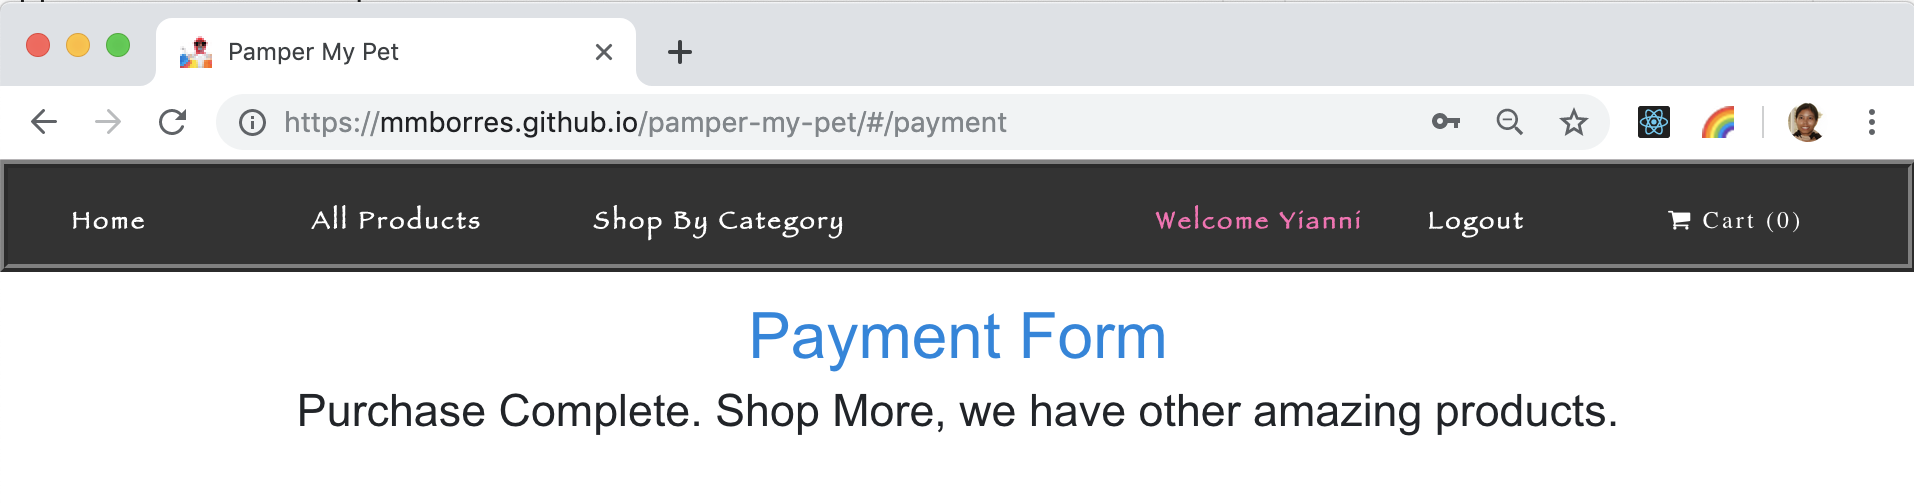 Pamper My Pet
https://mmborres.github.io/pamper-my-pet/#/payment
Home All Products Shop By Category Welcome Yianni Logout Cart (0)
Payment Form
Purchase Complete. Shop More, we have other amazing products.